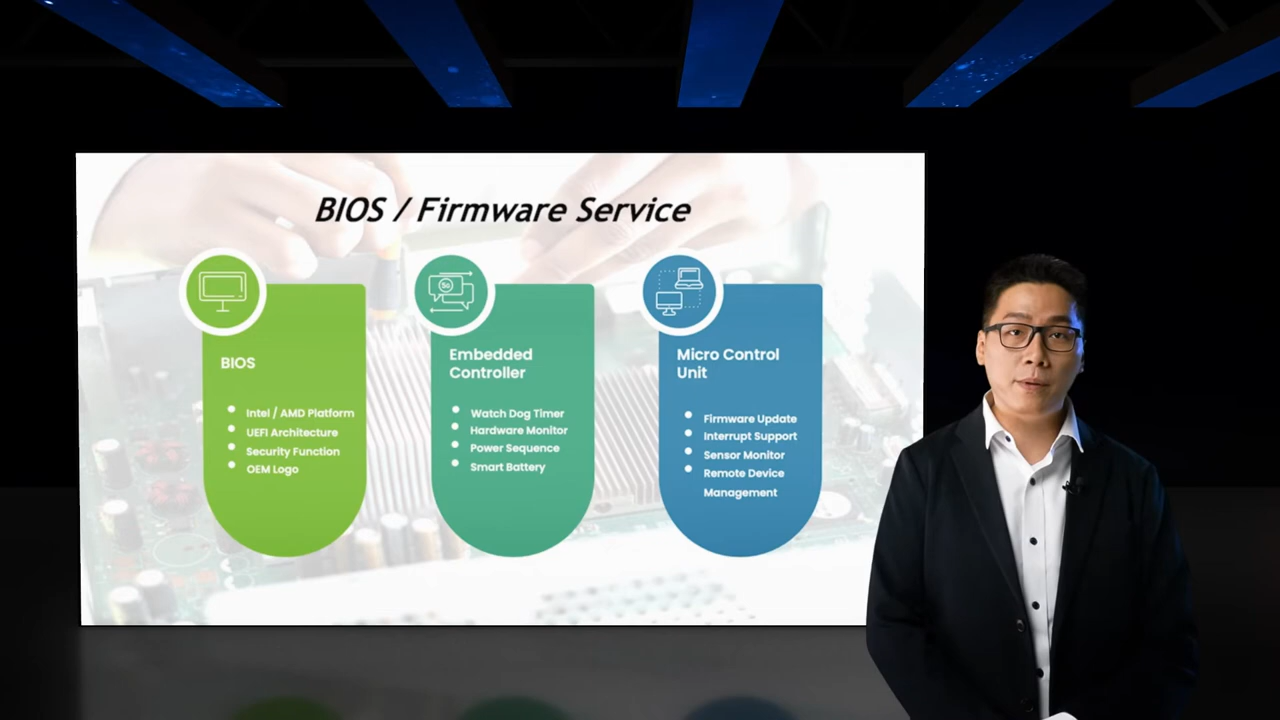 BIOS / Firmware Service
BIOS
Intel / AMD Platform
UEFI Architecture
Security Function
OEM Logo
5G
Embedded
Controller
Watch Dog Timer
Hardware Monitor
Power Sequence
Smart Battery
Micro Control
Unit
Firmware Update
Interrupt Support
Sensor Monitor
Remote Device
Management